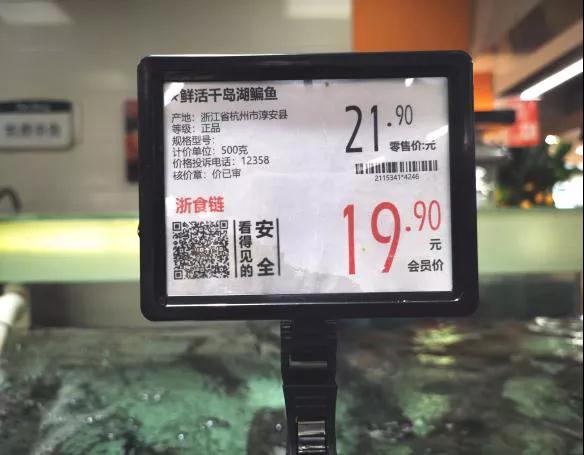 ★鲜活千岛湖鳊鱼
产地：浙江省杭州市淳安县
等级：正品
规格型号：
计价单位：500克
价格投诉电话：12358
核价章：价已审
21.90
零售价:元
2115341*4246
浙食链
看得见的
安全
19.90
元
会员价